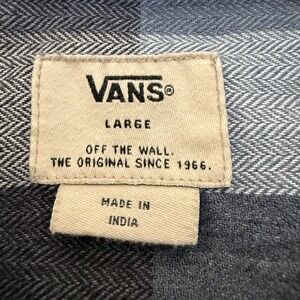 VANS®
LARGE
OFF THE WALL.
THE ORIGINAL SINCE 1966.
MADE IN
INDIA